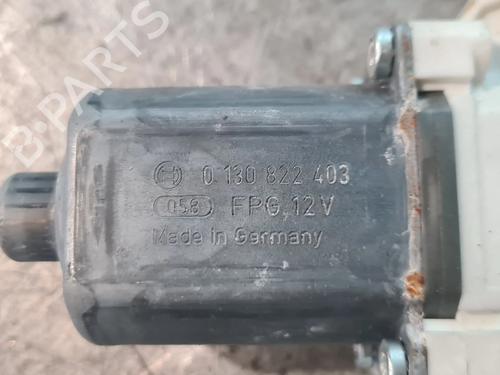 B-PARTS
0 130 822 403
058 FPG 12V
Made in Germany